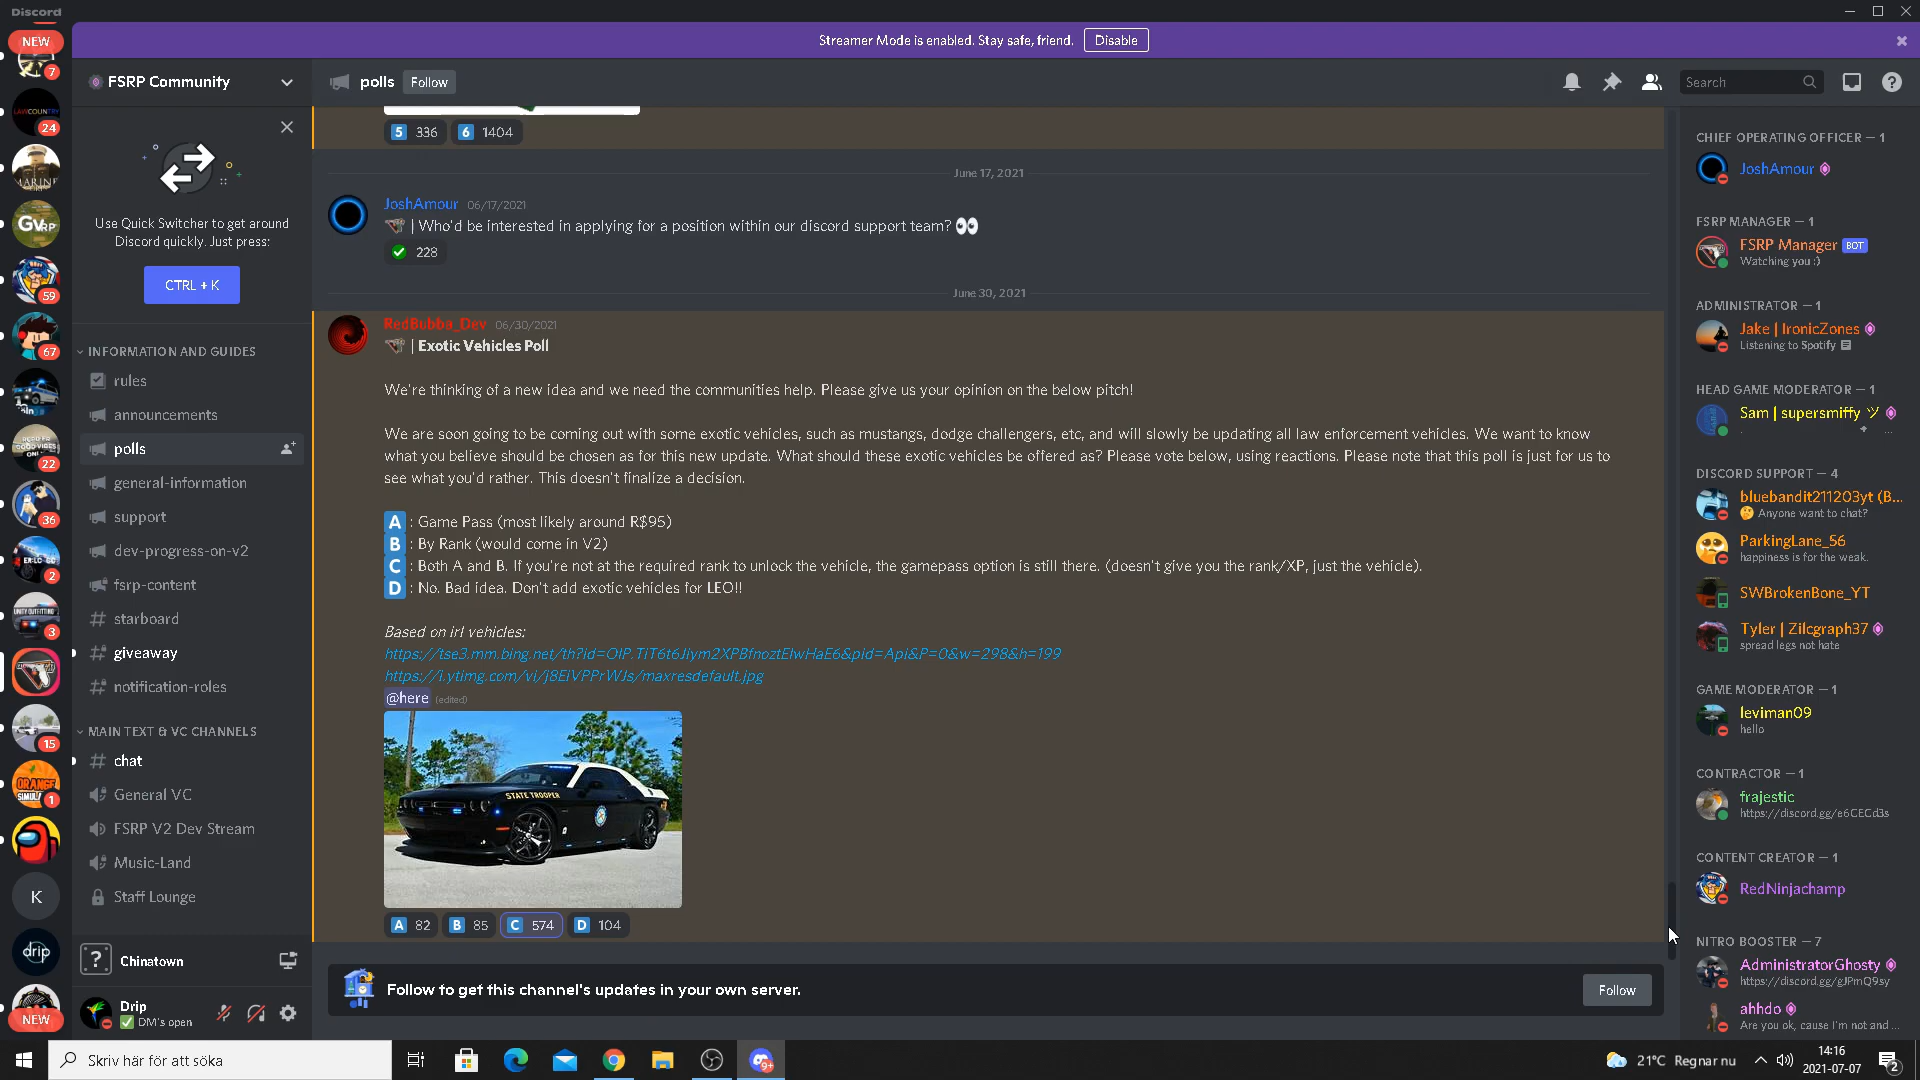 Discord
Streamer Mode is enabled. Stay safe, friend.
Disable
NEW
7
24
MARINE
GVRP
59
67
22
36
2
3
15
ORANGE
1
K
drip
NEW
FSRP Community
Use Quick Switcher to get around
Discord quickly. Just press:
CTRL + K
INFORMATION AND GUIDES
rules
announcements
polls
general-information
support
dev-progress-on-v2
fsrp-content
starboard
giveaway
notification-roles
MAIN TEXT & VC CHANNELS
chat
General VC
FSRP V2 Dev Stream
Music-Land
Staff Lounge
? Chinatown
Drip
DM's open
polls
Follow
Search
5 336 6 1404
June 17, 2021
JoshAmour 06/17/2021
| Who'd be interested in applying for a position within our discord support team? 👀
228
June 30, 2021
RedBubba_Dev 06/30/2021
| Exotic Vehicles Poll
We're thinking of a new idea and we need the communities help. Please give us your opinion on the below pitch!
We are soon going to be coming out with some exotic vehicles, such as mustangs, dodge challengers, etc, and will slowly be updating all law enforcement vehicles. We want to know
what you believe should be chosen as for this new update. What should these exotic vehicles be offered as? Please vote below, using reactions. Please note that this poll is just for us to
see what you'd rather. This doesn't finalize a decision.
A : Game Pass (most likely around R$95)
B : By Rank (would come in V2)
C : Both A and B. If you're not at the required rank to unlock the vehicle, the gamepass option is still there. (doesn't give you the rank/XP, just the vehicle).
D : No. Bad idea. Don't add exotic vehicles for LEO!!
Based on irl vehicles:
https://tse3.mm.bing.net/th?id=OIP.TiT6t6Jlym2XPBfnoztEIwHaE6&pid=Api&P=0&w=298&h=199
https://i.ytimg.com/vi/j8EiVPPrWJs/maxresdefault.jpg
@here (edited)
STATE TROOPER
A 82 B 85 C 574 D 104
Follow to get this channel's updates in your own server.
Follow
CHIEF OPERATING OFFICER — 1
JoshAmour
FSRP MANAGER — 1
FSRP Manager BOT
Watching you :)
ADMINISTRATOR — 1
Jake | IronicZones
Listening to Spotify
HEAD GAME MODERATOR — 1
Sam | supersmiffy ツ
DISCORD SUPPORT — 4
bluebandit211203yt (B...
🤔 Anyone want to chat?
ParkingLane_56
happiness is for the weak.
SWBrokenBone_YT
Tyler | Zilcgraph37
spread legs not hate
GAME MODERATOR — 1
leviman09
hello
CONTRACTOR — 1
frajestic
https://discord.gg/e6CECd3s
CONTENT CREATOR — 1
RedNinjachamp
NITRO BOOSTER — 7
AdministratorGhosty
https://discord.gg/gJPmQ9sy
ahhdo
Are you ok, cause I'm not and ...
Skriv här för att söka
9+
21°C Regnar nu
14:16
2021-07-07
2